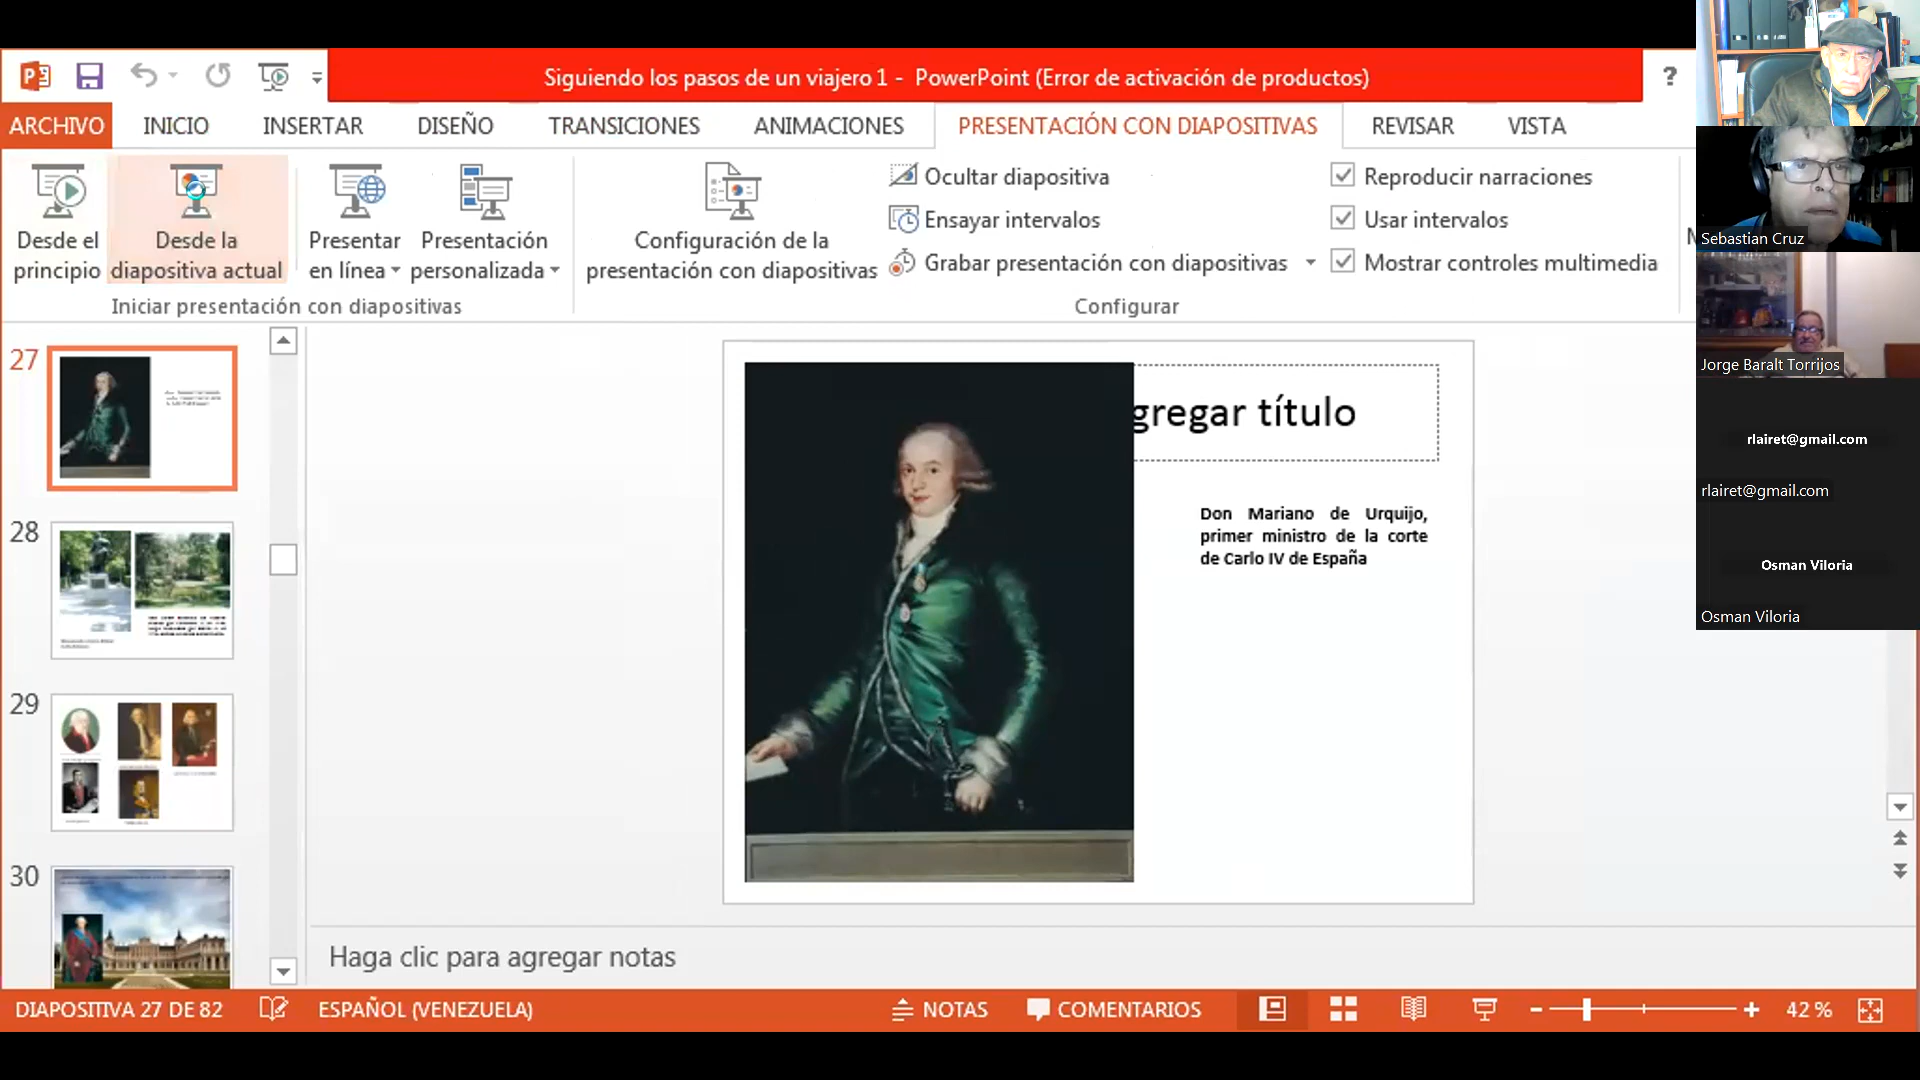 Siguiendo los pasos de un viajero 1 - PowerPoint (Error de activación de productos)
?
ARCHIVO INICIO INSERTAR DISEÑO TRANSICIONES ANIMACIONES PRESENTACIÓN CON DIAPOSITIVAS REVISAR VISTA
Desde el principio
Desde la diapositiva actual
Presentar en línea
Presentación personalizada
Iniciar presentación con diapositivas
Configuración de la presentación con diapositivas
Ocultar diapositiva
Ensayar intervalos
Grabar presentación con diapositivas
Reproducir narraciones
Usar intervalos
Mostrar controles multimedia
Configurar
Sebastian Cruz
Jorge Baralt Torrijos
rlairet@gmail.com
rlairet@gmail.com
Osman Viloria
Osman Viloria
27
28
29
30
gregar título
Don Mariano de Urquijo,
primer ministro de la corte
de Carlo IV de España
Haga clic para agregar notas
DIAPOSITIVA 27 DE 82 ESPAÑOL (VENEZUELA) NOTAS COMENTARIOS 42 %